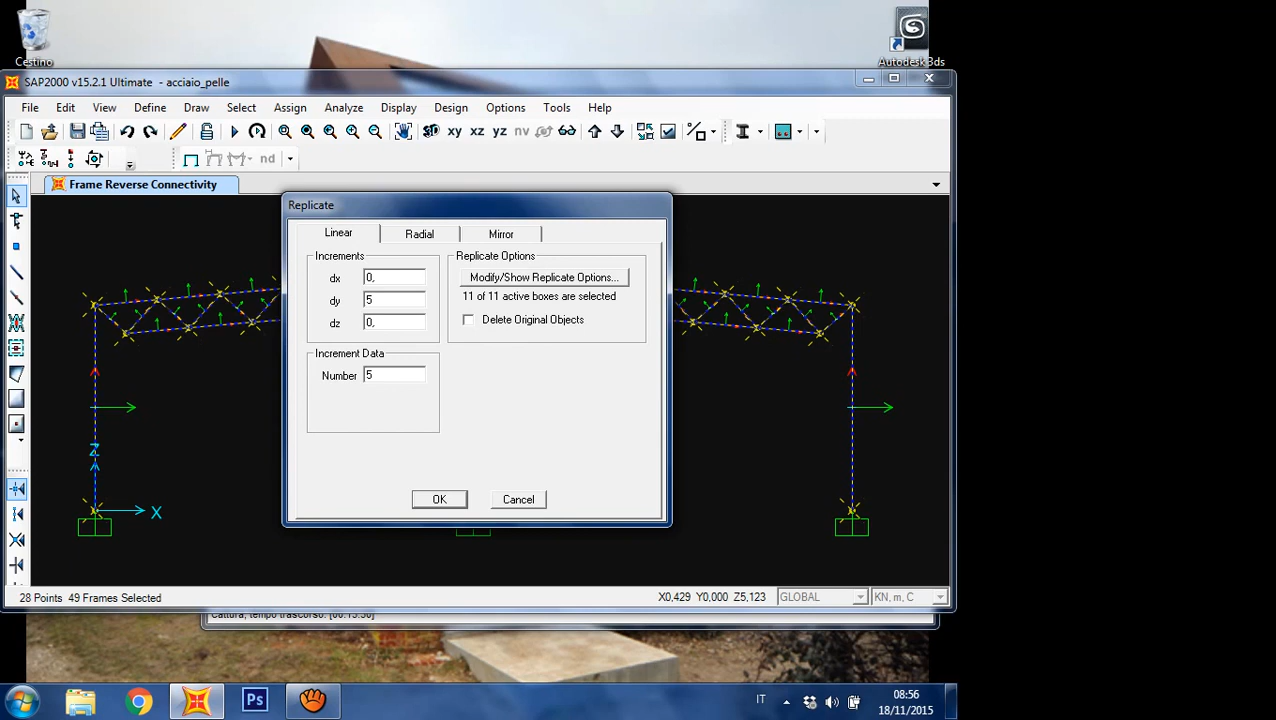 Cestino
Autodesk 3ds
SAP2000 v15.2.1 Ultimate - acciaio_pelle
File Edit View Define Draw Select Assign Analyze Display Design Options Tools Help
xy xz yz nv
nd
Frame Reverse Connectivity
Replicate
Linear Radial Mirror
Increments
dx 0,
dy 5
dz 0,
Replicate Options
Modify/Show Replicate Options...
11 of 11 active boxes are selected
Delete Original Objects
Increment Data
Number 5
OK Cancel
Z
X
28 Points 49 Frames Selected
X0,429 Y0,000 Z5,123
GLOBAL
KN, m, C
Cattura, tempo trascorso:
Ps
IT
08:56
18/11/2015